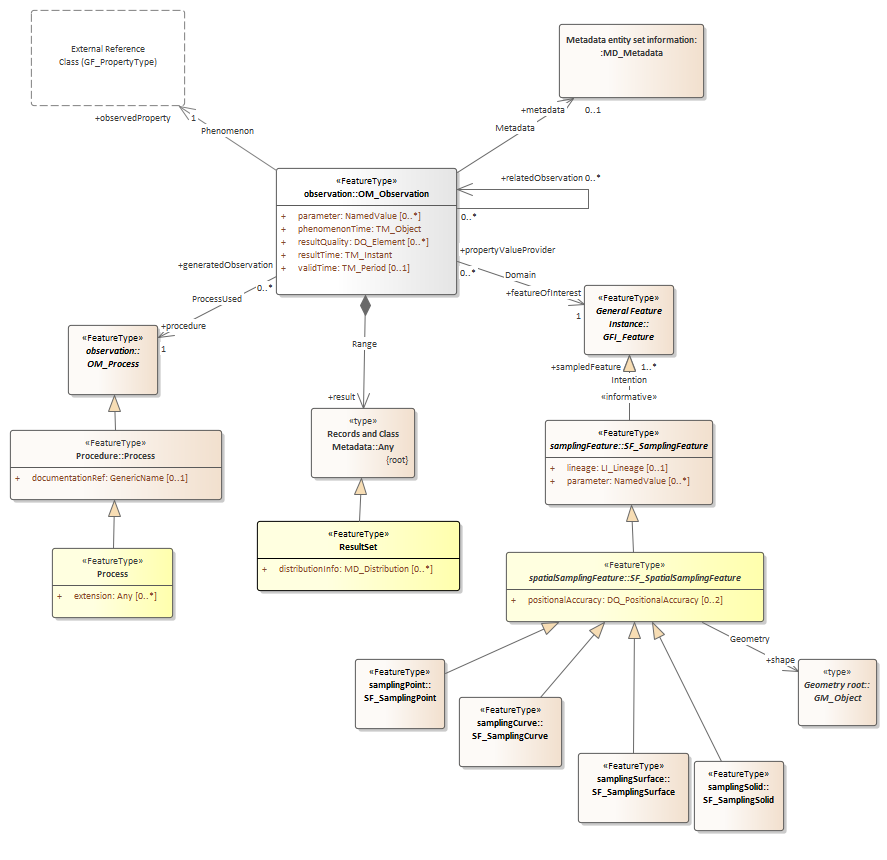 External Reference
Class (GF_PropertyType)
Metadata entity set information:
:MD_Metadata
+observedProperty
1
Phenomenon
+metadata
0..1
Metadata
«FeatureType»
observation::OM_Observation
+ parameter: NamedValue [0..*]
+ phenomenonTime: TM_Object
+ resultQuality: DQ_Element [0..*]
+ resultTime: TM_Instant
+ validTime: TM_Period [0..1]
+relatedObservation 0..*
0..*
+propertyValueProvider
0..*
Domain
+featureOfInterest
1
+generatedObservation
0..*
ProcessUsed
+procedure
1
«FeatureType»
General Feature
Instance::
GFI_Feature
«FeatureType»
observation::
OM_Process
Range
+result
+sampledFeature
1..*
Intention
«informative»
«type»
Records and Class
Metadata::Any
{root}
«FeatureType»
samplingFeature::SF_SamplingFeature
+ lineage: LI_Lineage [0..1]
+ parameter: NamedValue [0..*]
«FeatureType»
Procedure::Process
+ documentationRef: GenericName [0..1]
«FeatureType»
ResultSet
+ distributionInfo: MD_Distribution [0..*]
«FeatureType»
Process
+ extension: Any [0..*]
«FeatureType»
spatialSamplingFeature::SF_SpatialSamplingFeature
+ positionalAccuracy: DQ_PositionalAccuracy [0..2]
Geometry
+shape
«FeatureType»
samplingPoint::
SF_SamplingPoint
«type»
Geometry root::
GM_Object
«FeatureType»
samplingCurve::
SF_SamplingCurve
«FeatureType»
samplingSurface::
SF_SamplingSurface
«FeatureType»
samplingSolid::
SF_SamplingSolid